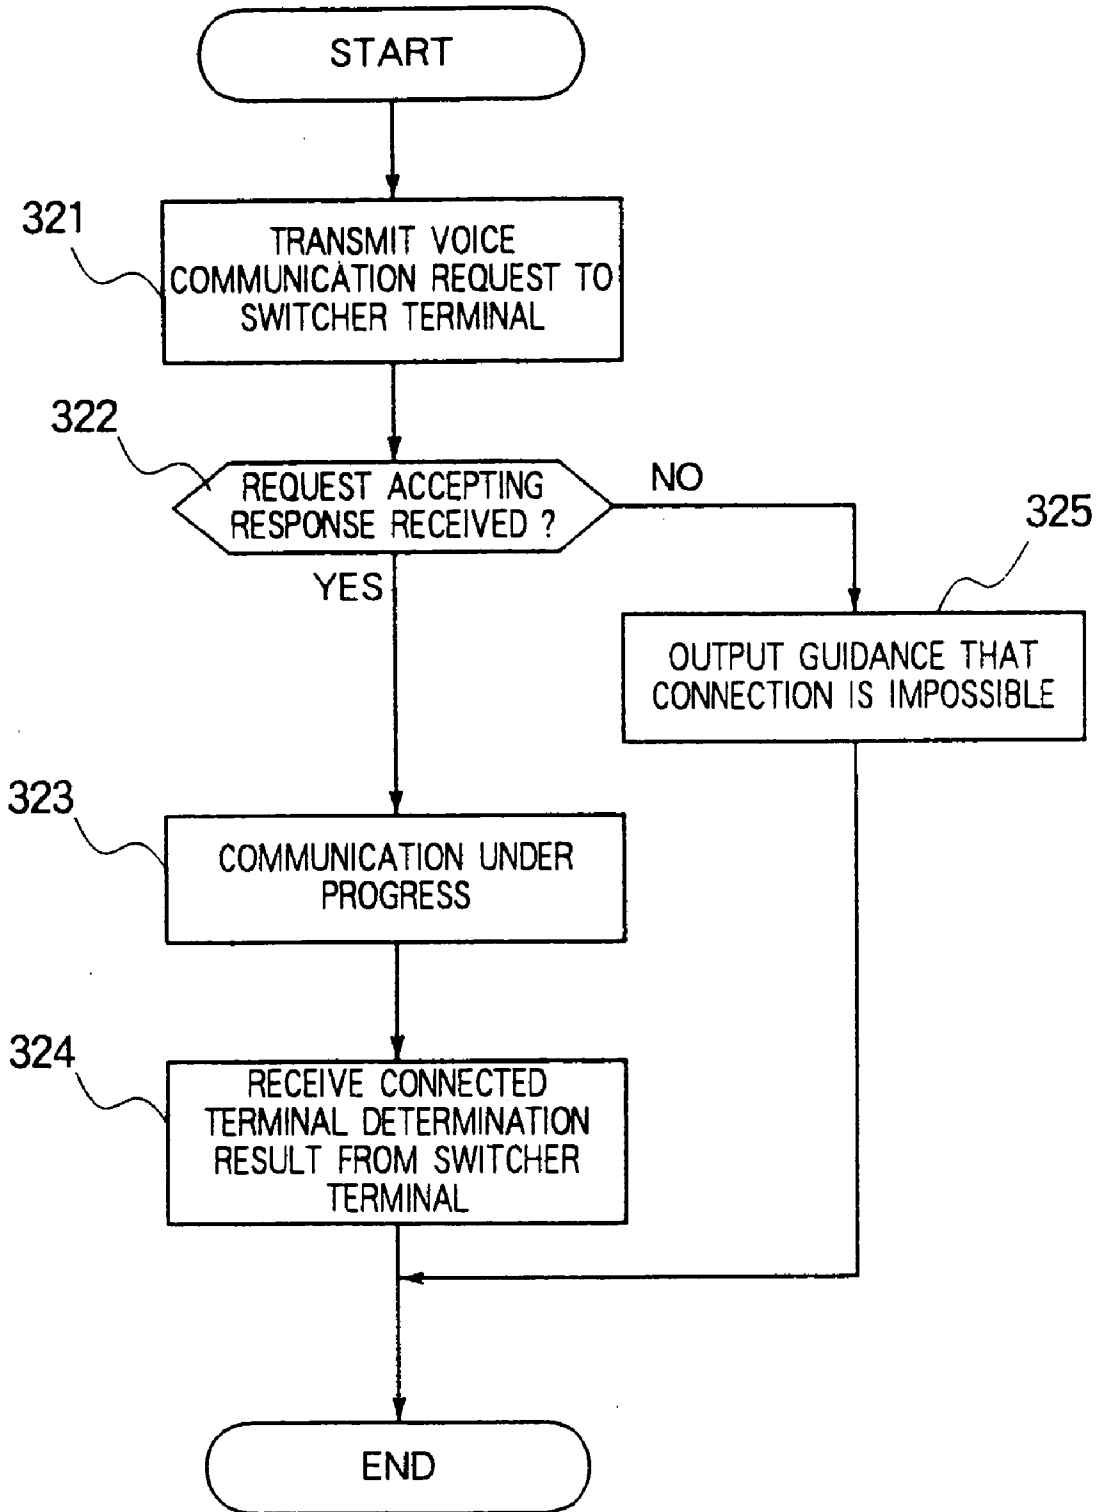 START
321
TRANSMIT VOICE
COMMUNICATION REQUEST TO
SWITCHER TERMINAL
322
REQUEST ACCEPTING
RESPONSE RECEIVED ?
NO
YES
325
OUTPUT GUIDANCE THAT
CONNECTION IS IMPOSSIBLE
323
COMMUNICATION UNDER
PROGRESS
324
RECEIVE CONNECTED
TERMINAL DETERMINATION
RESULT FROM SWITCHER
TERMINAL
END